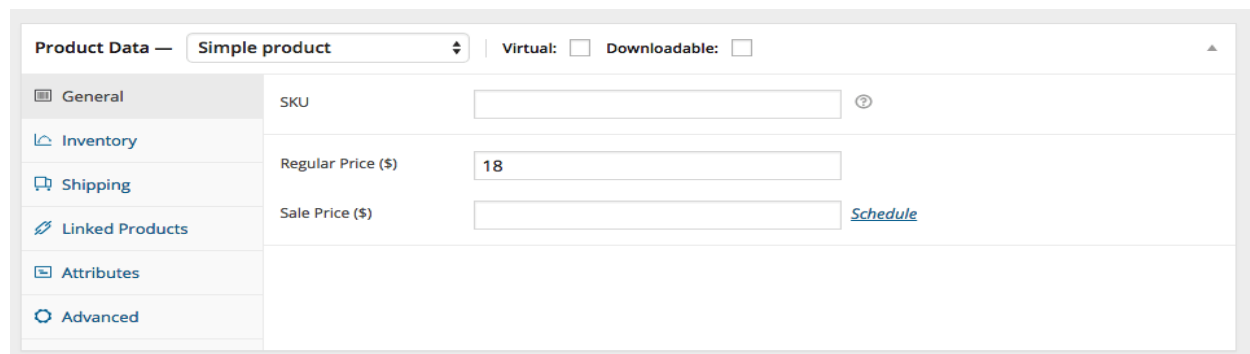 Product Data — Simple product Virtual: Downloadable:
General
SKU
Inventory
Regular Price ($) 18
Shipping
Sale Price ($) Schedule
Linked Products
Attributes
Advanced